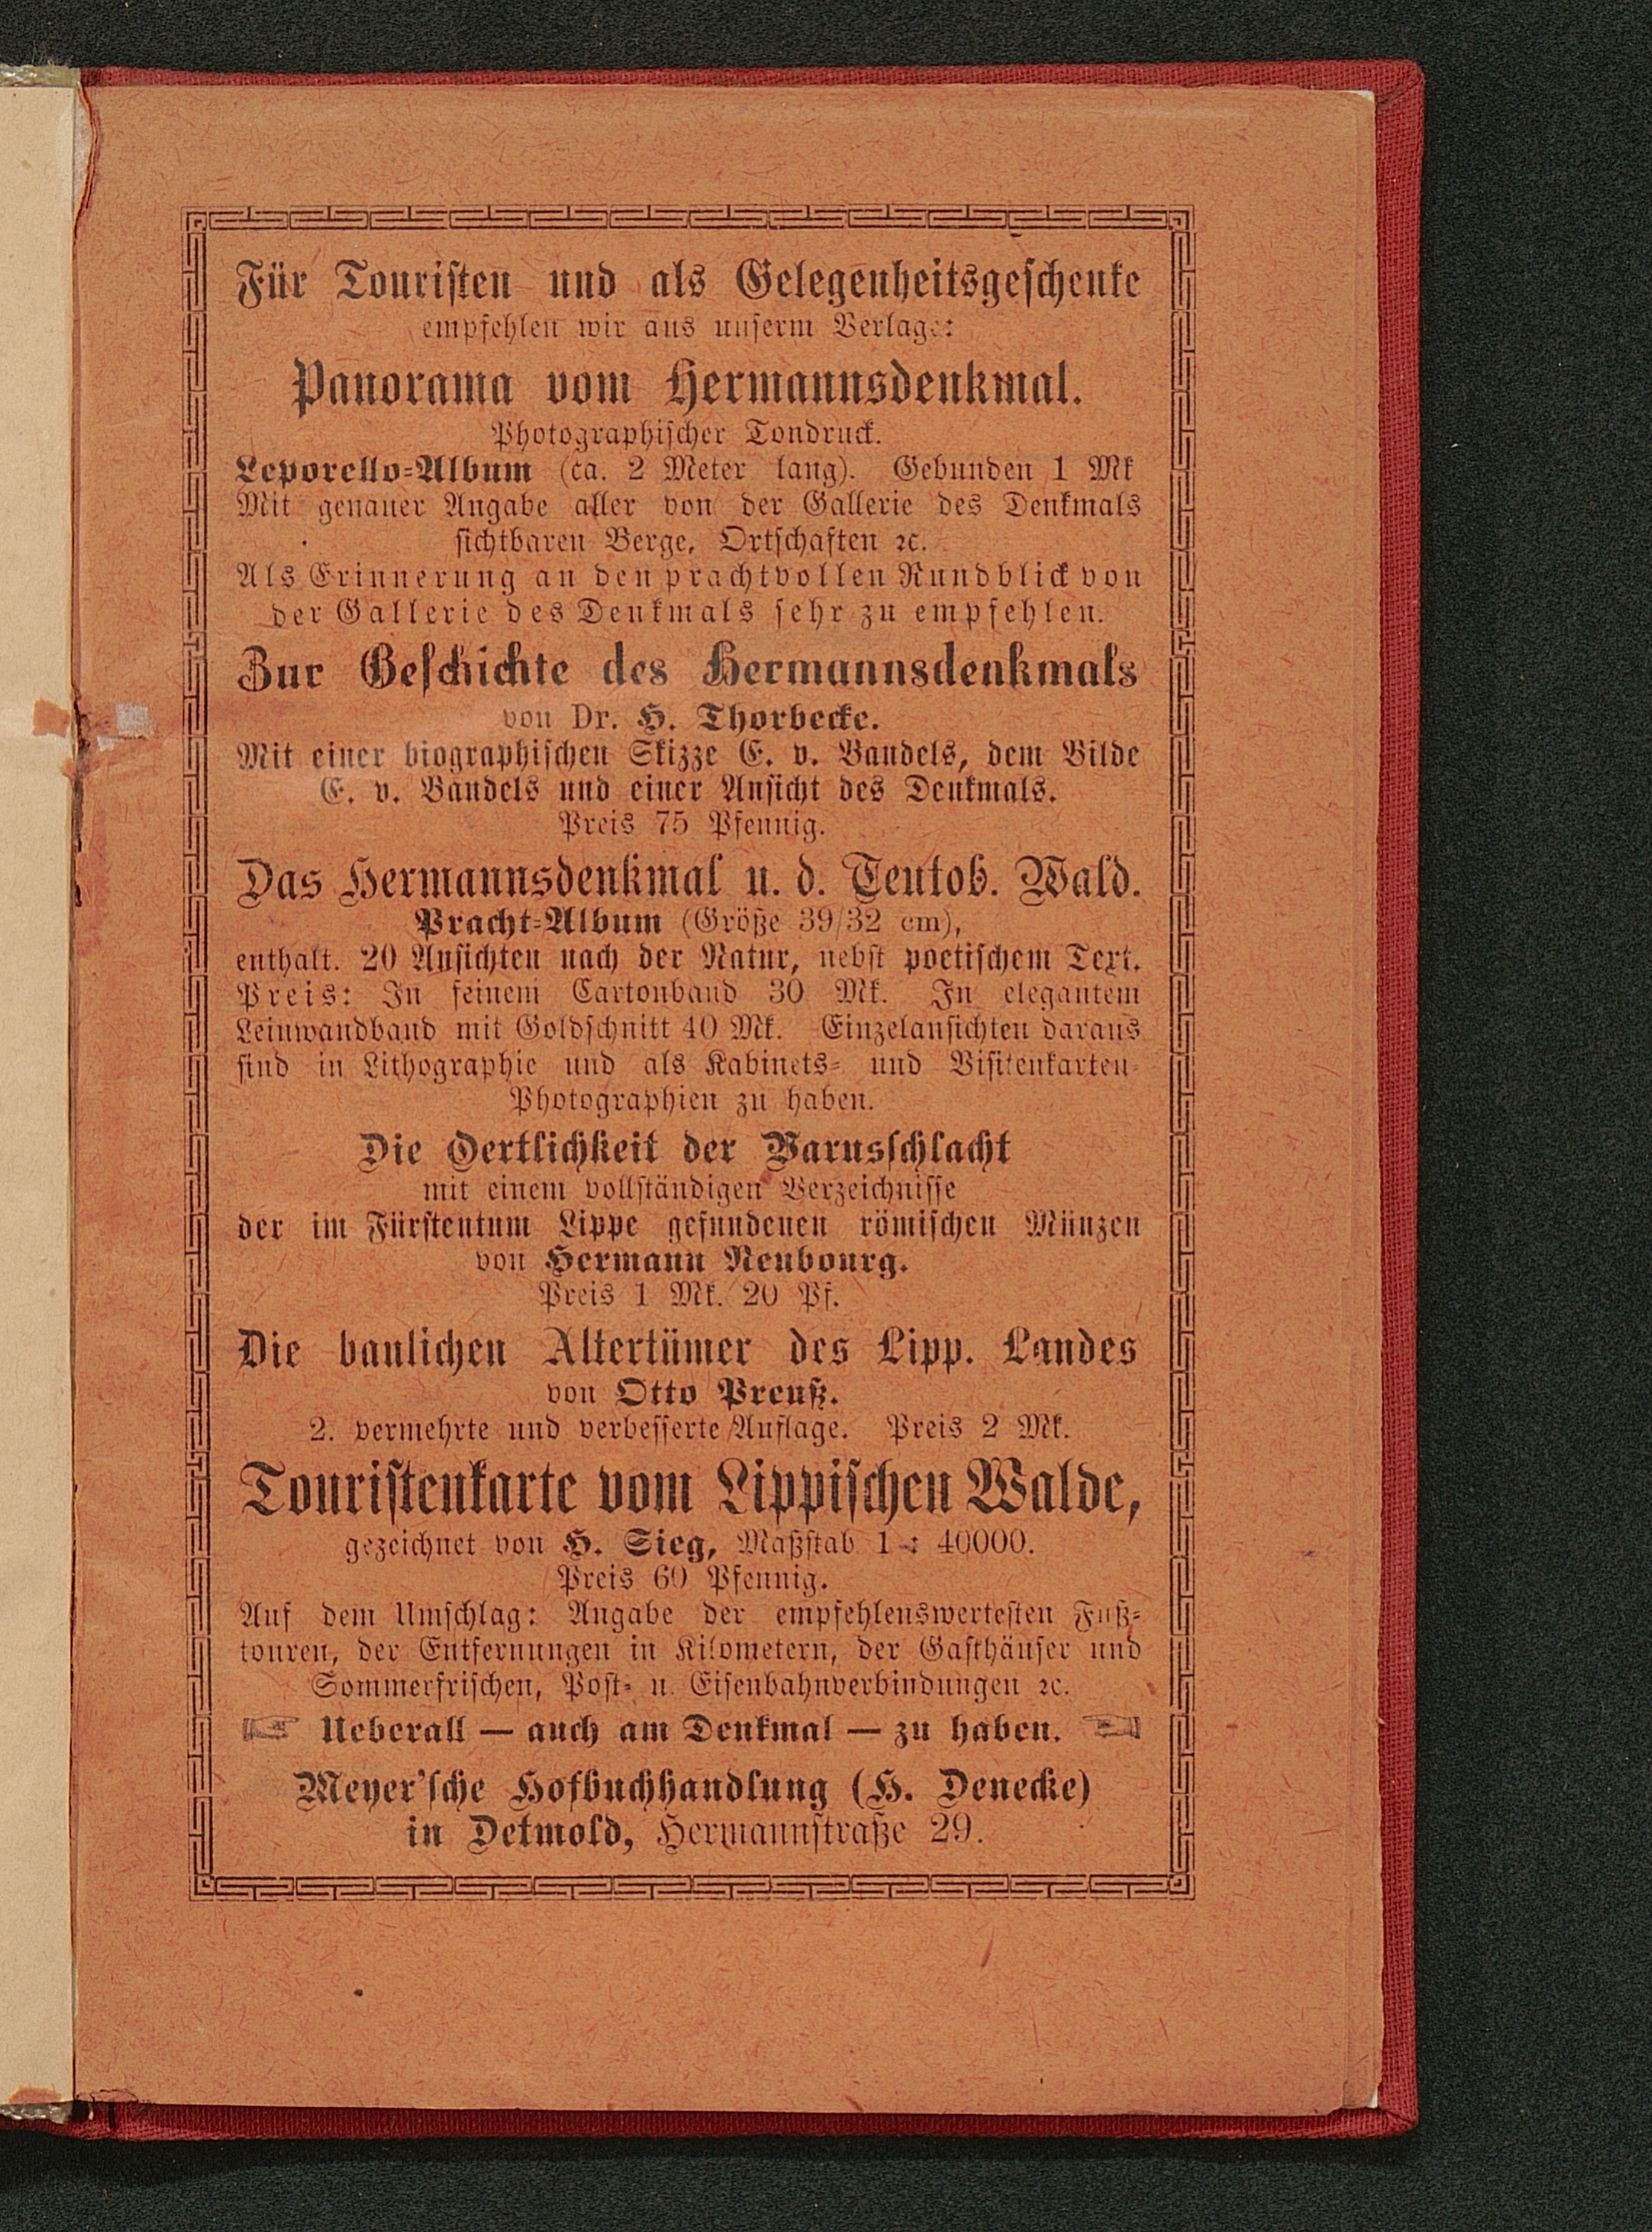 Für Touristen und als Gelegenheitsgeschenke
empfehlen wir aus unserm Verlage:
Panorama vom Hermannsdenkmal.
Photographischer Tondruck.
Leporello-Album (ca. 2 Meter lang). Gebunden 1 Mk
Mit genauer Angabe aller von der Gallerie des Denkmals
sichtbaren Berge, Ortschaften ꝛc.
Als Erinnerung an den prachtvollen Rundblick von
der Gallerie des Denkmals sehr zu empfehlen.
Zur Geschichte des Hermannsdenkmals
von Dr. H. Thorbecke.
Mit einer biographischen Skizze E. v. Bandels, dem Bilde
E. v. Bandels und einer Ansicht des Denkmals.
Preis 75 Pfennig.
Das Hermannsdenkmal u. d. Teutob. Wald.
Pracht-Album (Größe 39/32 cm),
enthalt. 20 Ansichten nach der Natur, nebst poetischem Text.
Preis: In feinem Cartonband 30 Mk. In elegantem
Leinwandband mit Goldschnitt 40 Mk. Einzelansichten daraus
sind in Lithographie und als Kabinets- und Visitenkarten-
Photographien zu haben.
Die Oertlichkeit der Varusschlacht
mit einem vollständigen Verzeichnisse
der im Fürstentum Lippe gefundenen römischen Münzen
von Hermann Neubourg.
Preis 1 Mk. 20 Pf.
Die baulichen Altertümer des Lipp. Landes
von Otto Preuß.
2. vermehrte und verbesserte Auflage. Preis 2 Mk.
Touristenkarte vom Lippischen Walde,
gezeichnet von H. Sieg, Maßstab 1 : 40000.
Preis 60 Pfennig.
Auf dem Umschlag: Angabe der empfehlenswertesten Fuß-
touren, der Entfernungen in Kilometern, der Gasthäuser und
Sommerfrischen, Post- u. Eisenbahnverbindungen ꝛc.
☞ Ueberall — auch am Denkmal — zu haben. ☜
Meyer'sche Hofbuchhandlung (H. Denecke)
in Detmold, Hermannstraße 29.